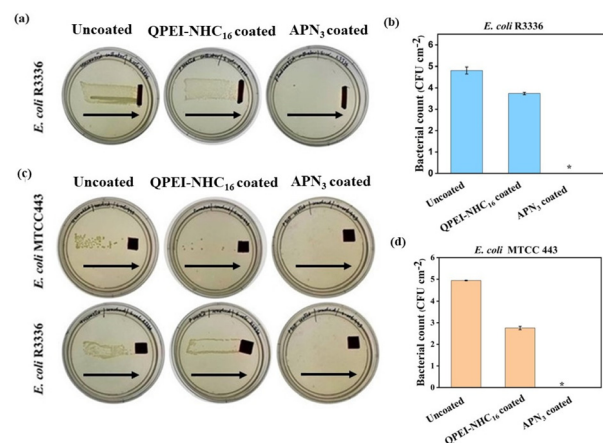 (a)
Uncoated
QPEI-NHC16 coated
APN3 coated
E. coli R3336
(b)
E. coli R3336
Bacterial count (CFU cm-2)
6
5
4
3
2
1
0
*
Uncoated
QPEI-NHC16 coated
APN3 coated
(c)
Uncoated
QPEI-NHC16 coated
APN3 coated
E. coli MTCC443
E. coli R3336
(d)
E. coli MTCC 443
Bacterial count (CFU cm-2)
6
5
4
3
2
1
0
*
Uncoated
QPEI-NHC16 coated
APN3 coated